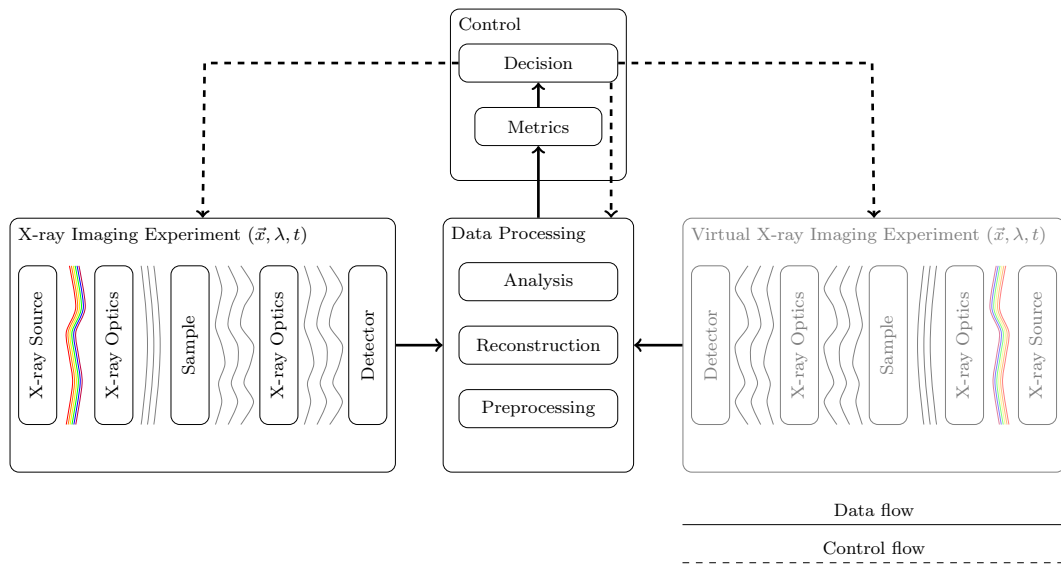 Control
Decision
Metrics
X-ray Imaging Experiment (x⃗, λ, t)
X-ray Source
X-ray Optics
Sample
X-ray Optics
Detector
Data Processing
Analysis
Reconstruction
Preprocessing
Virtual X-ray Imaging Experiment (x⃗, λ, t)
Detector
X-ray Optics
Sample
X-ray Optics
X-ray Source
Data flow
Control flow